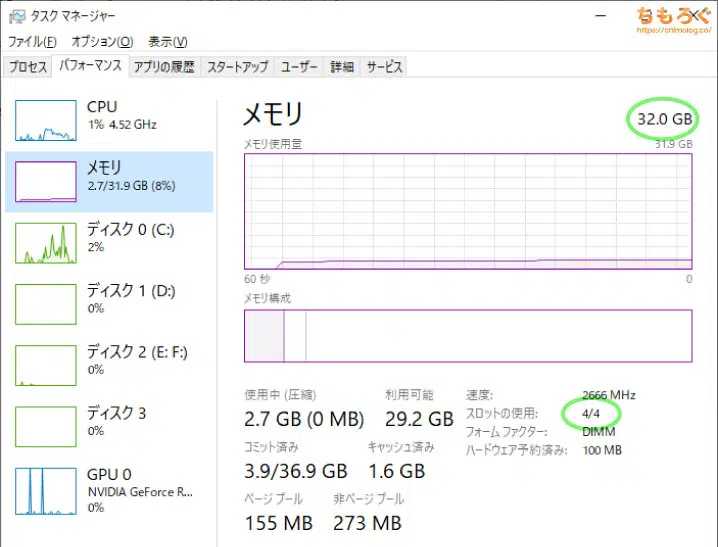 タスク マネージャー
ちもろぐ
https://chimolog.co/
ファイル(F) オプション(O) 表示(V)
プロセス パフォーマンス アプリの履歴 スタートアップ ユーザー 詳細 サービス
CPU
1% 4.52 GHz
メモリ
2.7/31.9 GB (8%)
ディスク 0 (C:)
2%
ディスク 1 (D:)
0%
ディスク 2 (E: F:)
0%
ディスク 3
0%
GPU 0
NVIDIA GeForce R...
0%
メモリ
32.0 GB
メモリ使用量
31.9 GB
60 秒
0
メモリ構成
使用中 (圧縮)
2.7 GB (0 MB)
利用可能
29.2 GB
コミット済み
3.9/36.9 GB
キャッシュ済み
1.6 GB
ページ プール
155 MB
非ページ プール
273 MB
速度: 2666 MHz
スロットの使用: 4/4
フォーム ファクター: DIMM
ハードウェア予約済み: 100 MB